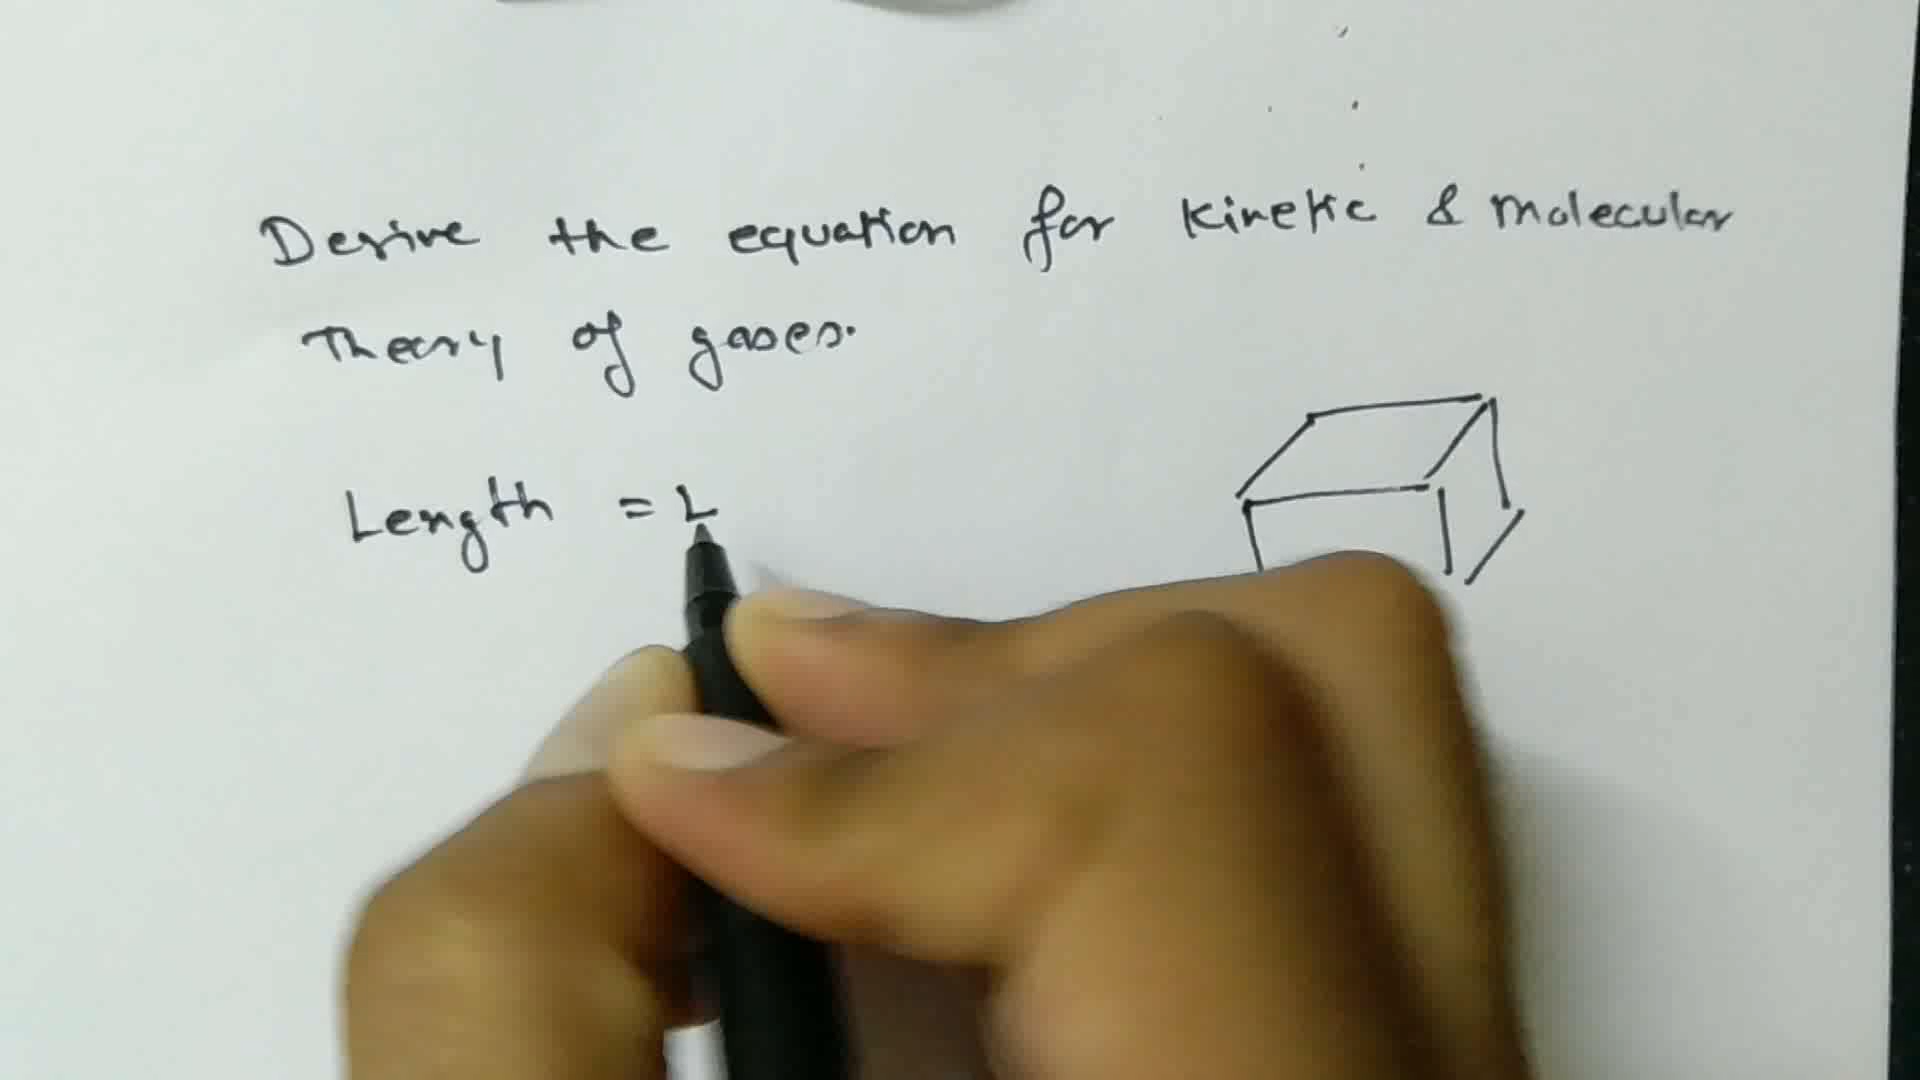 Derive the equation for Kinetic & Molecular
Theory of gases.
Length = L